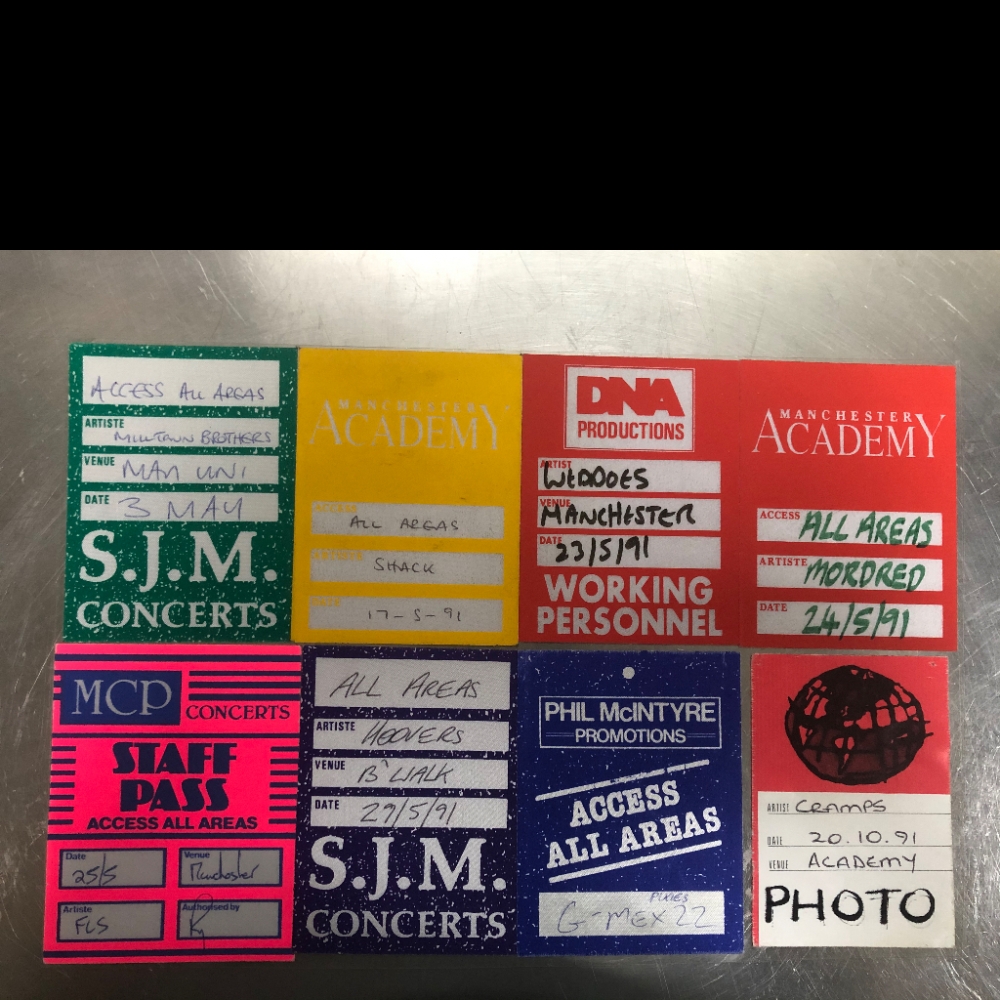 ACCESS ALL AREAS
ARTISTE MILLTOWN BROTHERS
VENUE MAN UNI
DATE 3 MAY
S.J.M.
CONCERTS
MANCHESTER
ACADEMY
ACCESS ALL AREAS
ARTISTE SHACK
DATE 17-5-91
DNA
PRODUCTIONS
ARTIST WEDDOES
VENUE MANCHESTER
DATE 23/5/91
WORKING
PERSONNEL
MANCHESTER
ACADEMY
ACCESS ALL AREAS
ARTISTE MORDRED
DATE 24/5/91
MCP CONCERTS
STAFF
PASS
ACCESS ALL AREAS
Date Venue
25/5 Manchester
Artiste Authorised by
FLS
ALL AREAS
ARTISTE HOOVERS
VENUE B'WALK
DATE 29/5/91
S.J.M.
CONCERTS
PHIL McINTYRE
PROMOTIONS
ACCESS
ALL AREAS
PIXIES
G-MEX 22
ARTIST CRAMPS
DATE 20.10.91
VENUE ACADEMY
PHOTO